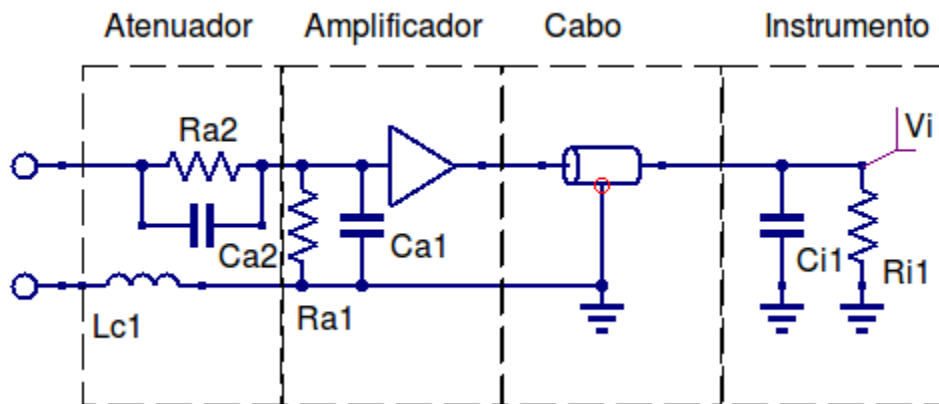 Atenuador
Amplificador
Cabo
Instrumento
Ra2
Vi
Ca2
Ca1
Ci1
Ri1
Lc1
Ra1